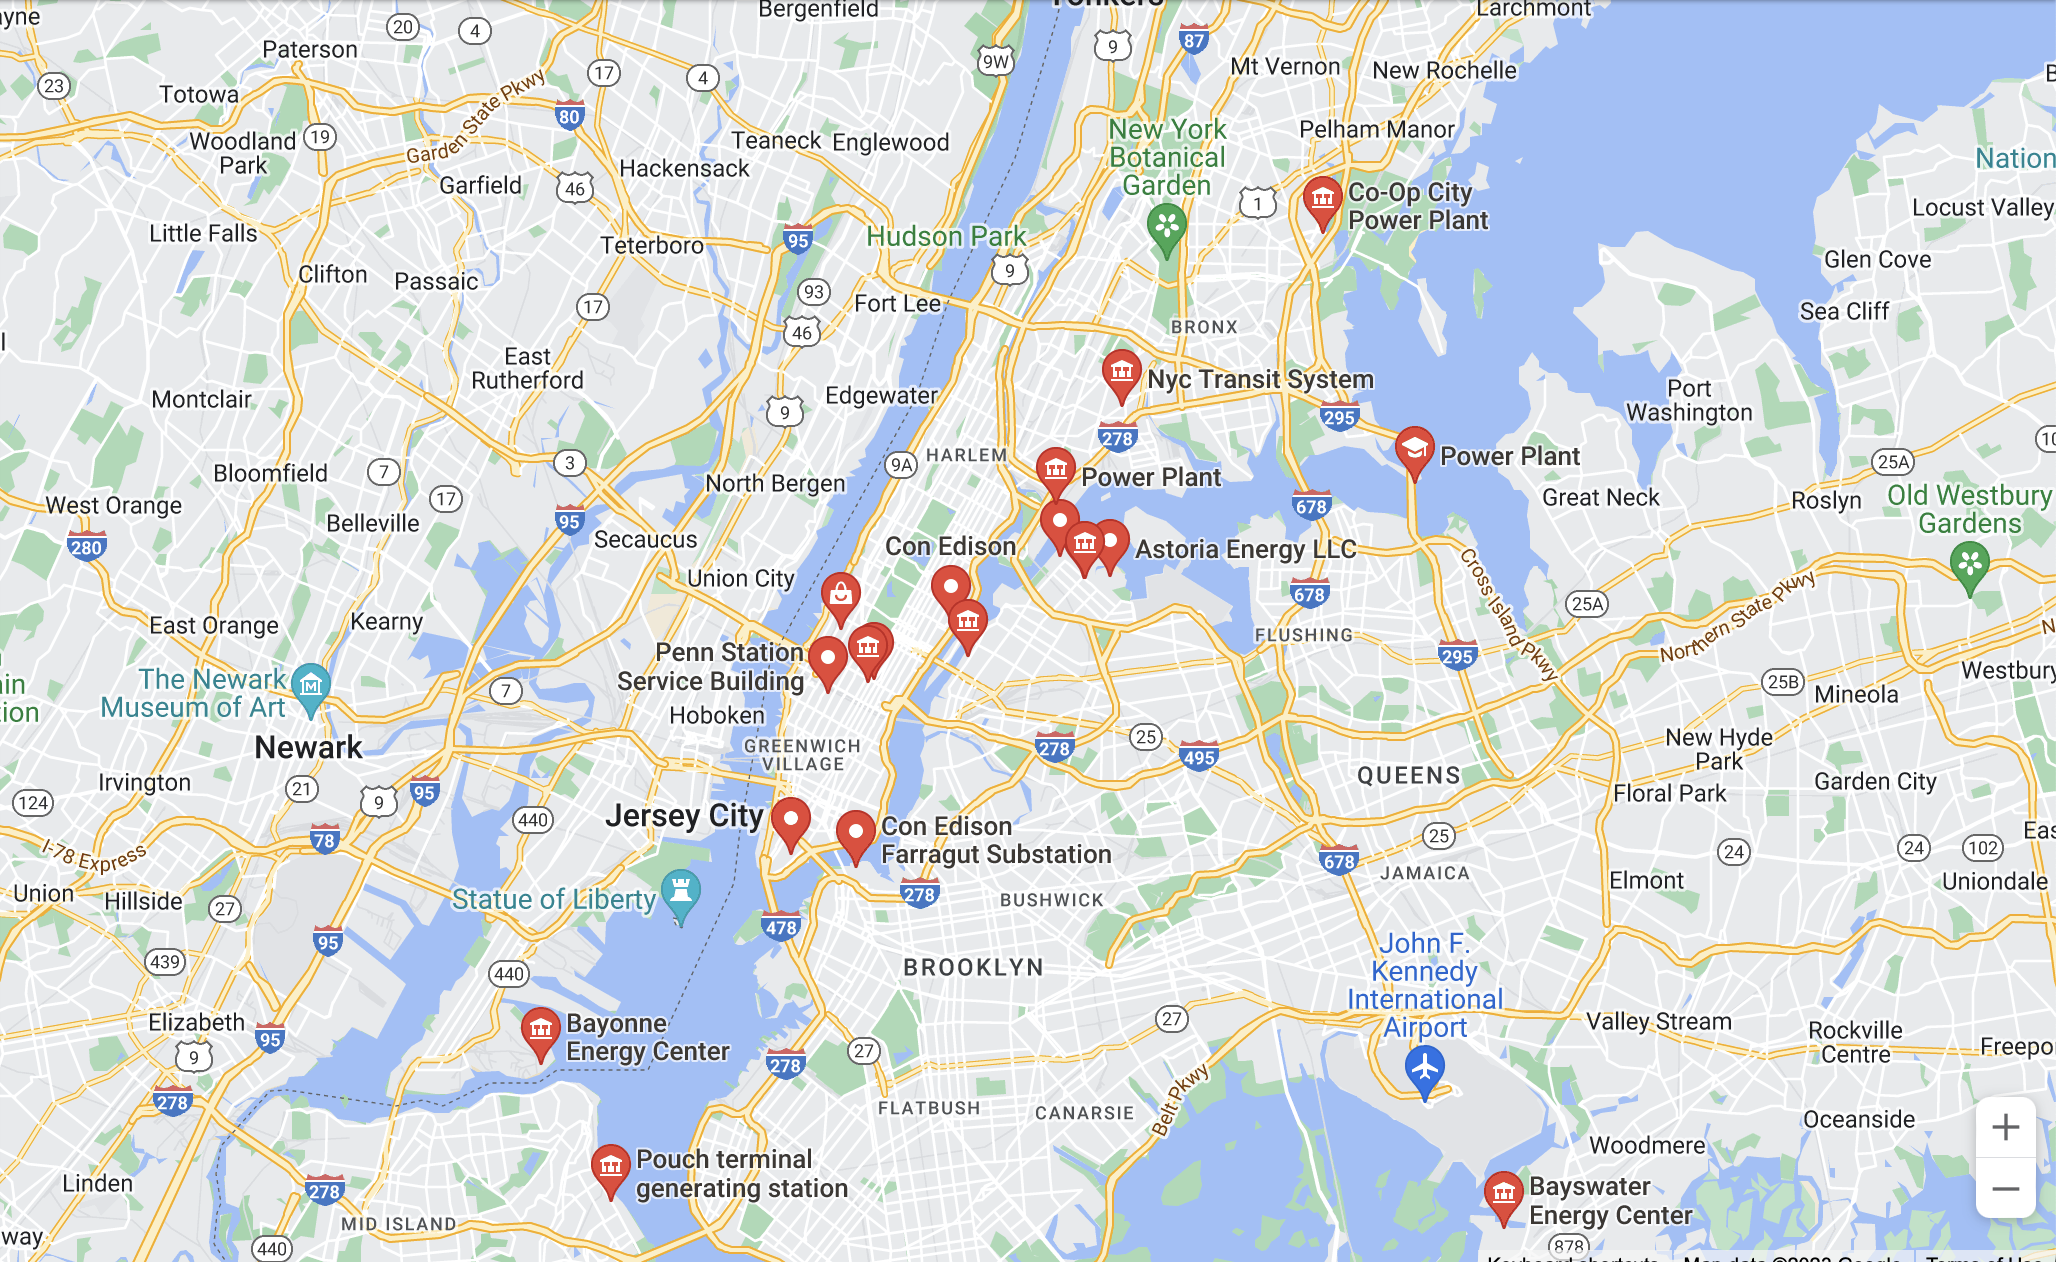 Bergenfield
Yonkers
Larchmont
20
4
9W
9
87
Paterson
Mt Vernon
New Rochelle
23
17
4
Totowa
Garden State Pkwy
80
Woodland
Park
19
Teaneck
Englewood
New York
Botanical
Garden
Pelham Manor
Hackensack
Garfield
46
1
Co-Op City
Power Plant
Nation
Locust Valley
Little Falls
Teterboro
95
Hudson Park
9
Glen Cove
Clifton
Passaic
93
17
Fort Lee
46
BRONX
Sea Cliff
East
Rutherford
Montclair
Edgewater
9
Nyc Transit System
295
Port
Washington
278
HARLEM
9A
25A
Bloomfield
7
3
17
North Bergen
Power Plant
Power Plant
West Orange
Belleville
95
678
Great Neck
Roslyn
Old Westbury
Gardens
280
Secaucus
Con Edison
Astoria Energy LLC
Union City
678
Cross Island Pkwy
Northern State Pkwy
25A
East Orange
Kearny
FLUSHING
295
Penn Station
Service Building
The Newark
Museum of Art
7
25B
Mineola
Westbury
Hoboken
Newark
GREENWICH
VILLAGE
278
25
495
QUEENS
New Hyde
Park
Garden City
Floral Park
Irvington
21
9
95
124
440
Jersey City
Con Edison
Farragut Substation
78
I-78 Express
678
25
24
24
102
JAMAICA
Union
Hillside
27
Statue of Liberty
278
BUSHWICK
Elmont
Uniondale
478
95
439
440
BROOKLYN
John F.
Kennedy
International
Airport
Elizabeth
95
9
Bayonne
Energy Center
27
27
Valley Stream
Rockville
Centre
278
278
FLATBUSH
CANARSIE
Belt Pkwy
Oceanside
Woodmere
Linden
278
Pouch terminal
generating station
Bayswater
Energy Center
MID ISLAND
440
878